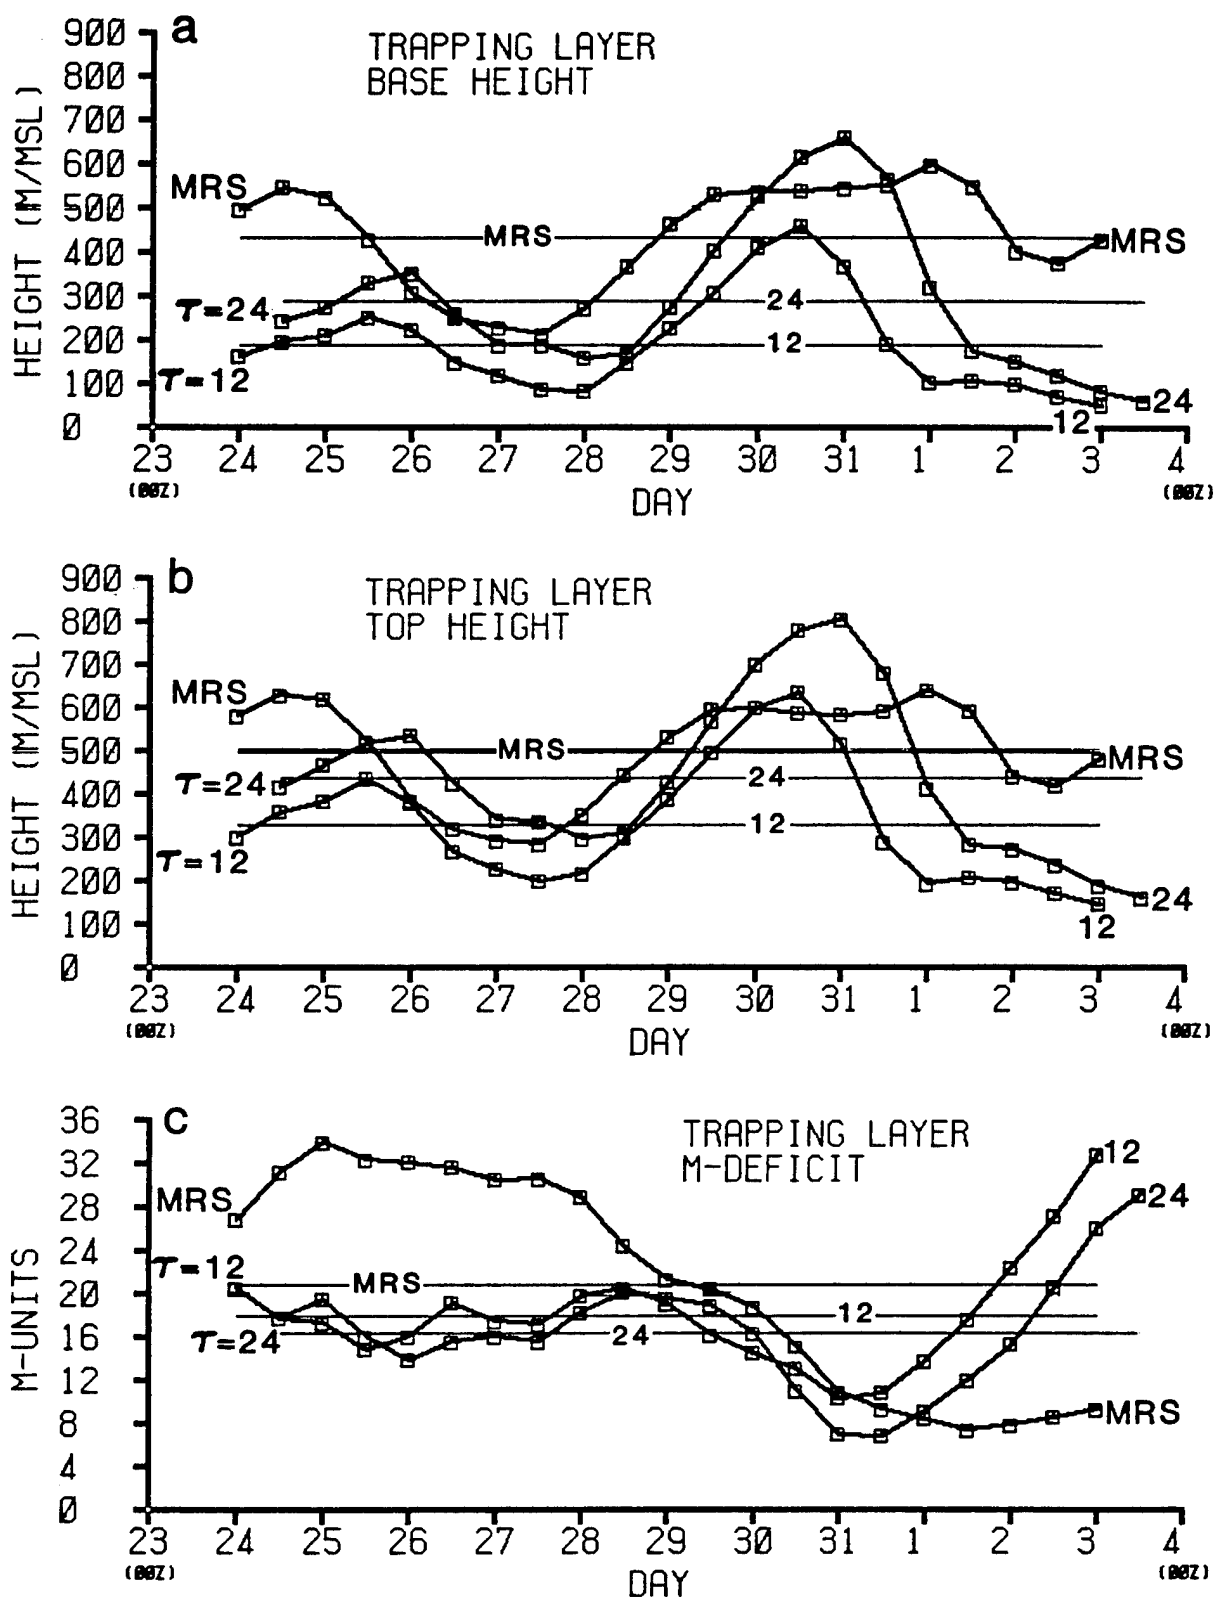 a
TRAPPING LAYER
BASE HEIGHT
HEIGHT (M/MSL)
900
800
700
600
500
400
300
200
100
0
MRS
MRS
MRS
τ=24
24
12
τ=12
24
12
23 24 25 26 27 28 29 30 31 1 2 3 4
(00Z) (00Z)
DAY
b
TRAPPING LAYER
TOP HEIGHT
HEIGHT (M/MSL)
900
800
700
600
500
400
300
200
100
0
MRS
MRS
MRS
τ=24
24
12
τ=12
24
12
23 24 25 26 27 28 29 30 31 1 2 3 4
(00Z) (00Z)
DAY
c
TRAPPING LAYER
M-DEFICIT
M-UNITS
36
32
28
24
20
16
12
8
4
0
12
24
MRS
τ=12
MRS
12
24
τ=24
MRS
23 24 25 26 27 28 29 30 31 1 2 3 4
(00Z) (00Z)
DAY